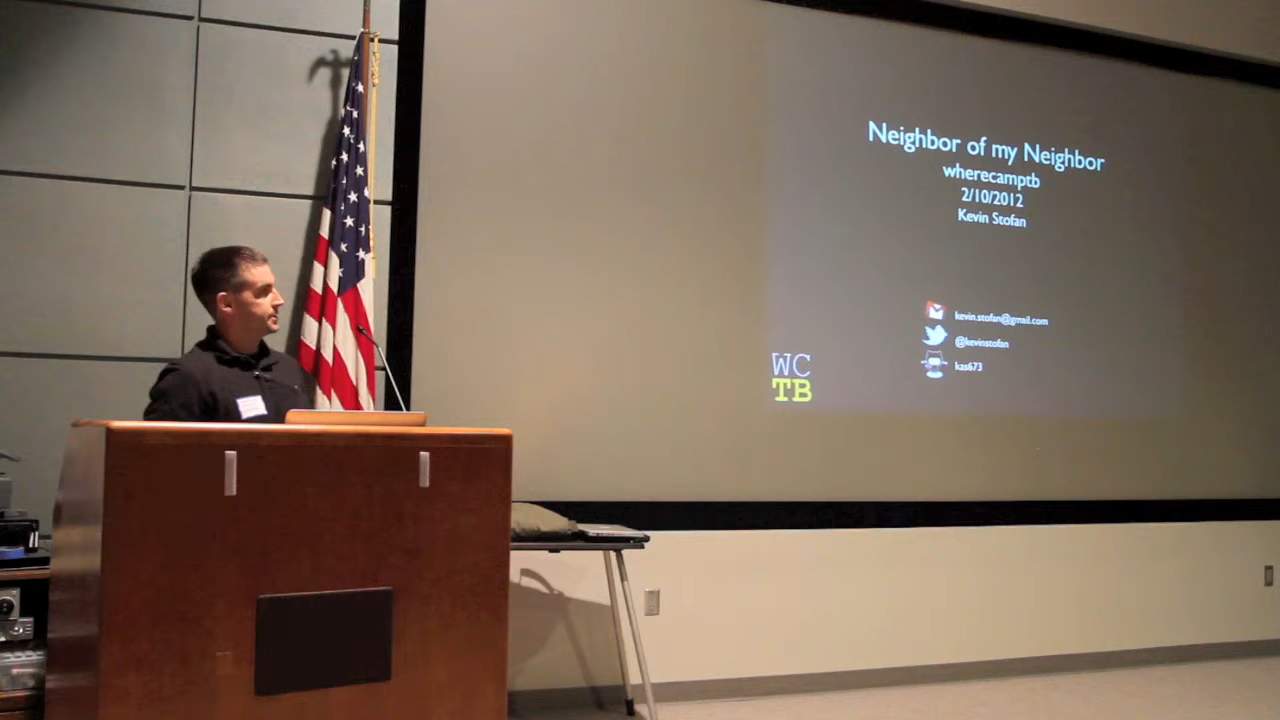 Neighbor of my Neighbor
wherecamptb
2/10/2012
Kevin Stofan
kevin.stofan@gmail.com
@kevinstofan
kas673
WC
TB